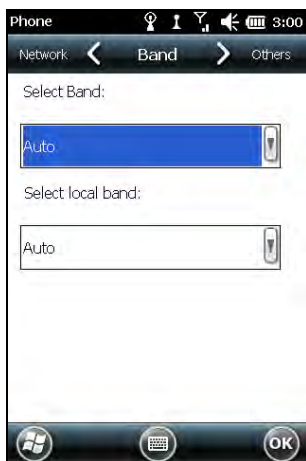 Phone 3:00
Network Band Others
Select Band:
Auto
Select local band:
Auto
OK